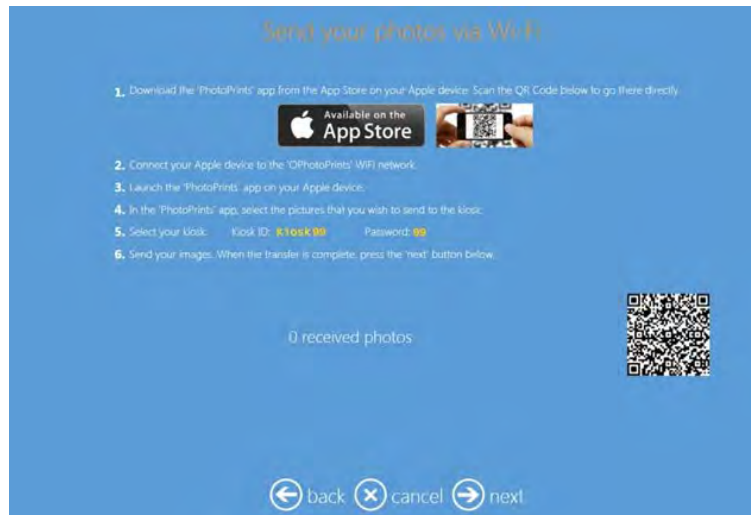 Send your photos via Wi-Fi
1. Download the 'PhotoPrints' app from the App Store on your Apple device. Scan the QR Code below to go there directly.
Available on the
App Store
2. Connect your Apple device to the 'OPhotoPrints' WiFi network.
3. Launch the 'PhotoPrints' app on your Apple device.
4. In the 'PhotoPrints' app, select the pictures that you wish to send to the kiosk.
5. Select your kiosk: Kiosk ID: Kiosk99 Password: 99
6. Send your images. When the transfer is complete, press the 'next' button below.
0 received photos
back cancel next